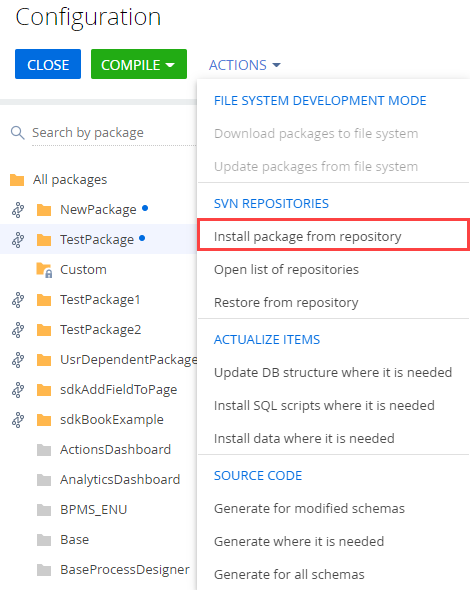 Configuration
CLOSE
COMPILE
ACTIONS
Search by package
All packages
NewPackage
TestPackage
Custom
TestPackage1
TestPackage2
UsrDependentPackage
sdkAddFieldToPage
sdkBookExample
ActionsDashboard
AnalyticsDashboard
BPMS_ENU
Base
BaseProcessDesigner
FILE SYSTEM DEVELOPMENT MODE
Download packages to file system
Update packages from file system
SVN REPOSITORIES
Install package from repository
Open list of repositories
Restore from repository
ACTUALIZE ITEMS
Update DB structure where it is needed
Install SQL scripts where it is needed
Install data where it is needed
SOURCE CODE
Generate for modified schemas
Generate where it is needed
Generate for all schemas